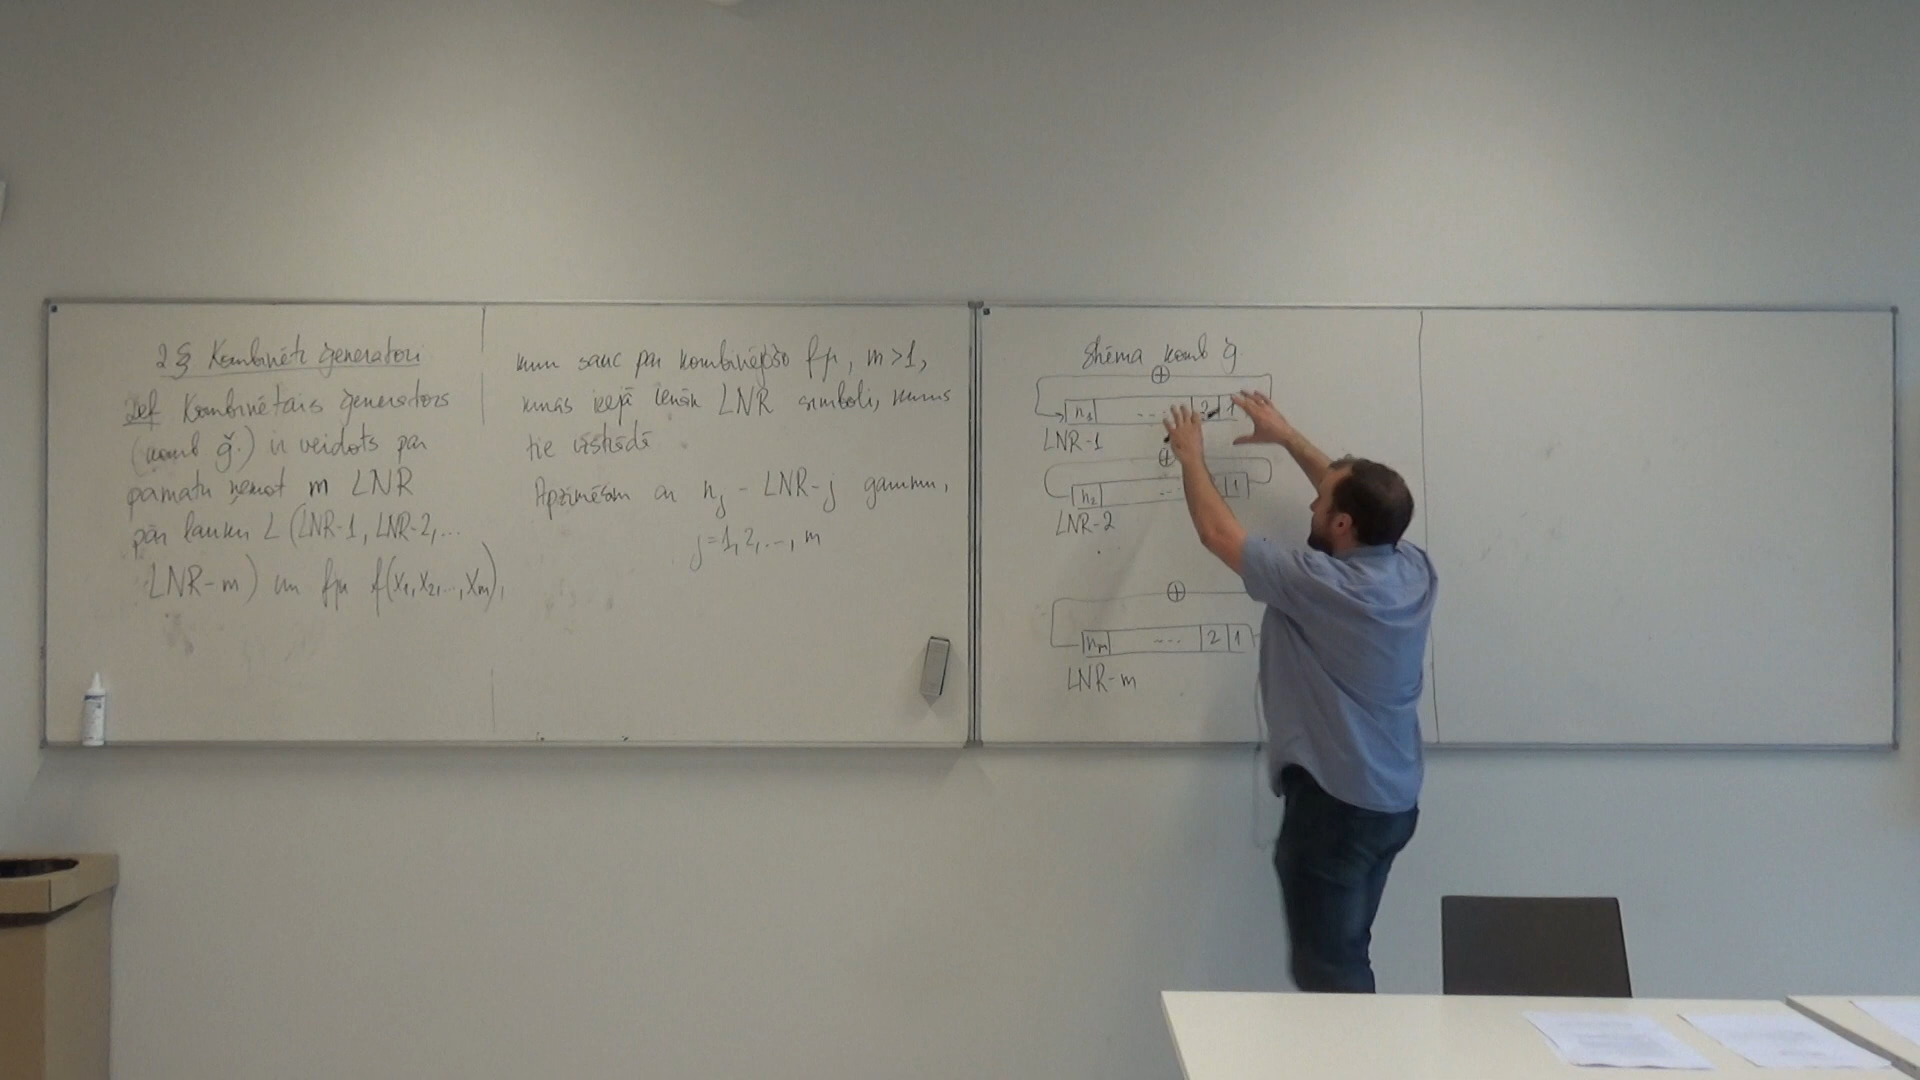 2§ Kombinēti ģeneratori
Def Kombinētais ģenerators
(komb ģ.) ir veidots par
pamatu ņemot m LNR
pār lauku L (LNR-1, LNR-2, ...
LNR-m) un fju f(x₁, x₂, ..., xₘ),
kuru sauc par kombinējošo fju, m > 1,
kuras ieejā ienāk LNR simboli, kurus
tie izstrādā
Apzīmēsim ar nⱼ - LNR-j garumu,
j = 1, 2, ..., m
Shēma komb ģ.
⊕
n₁ ... 2 1
LNR-1
⊕
n₂ ... 1
LNR-2
...
⊕
nₘ ... 2 1
LNR-m